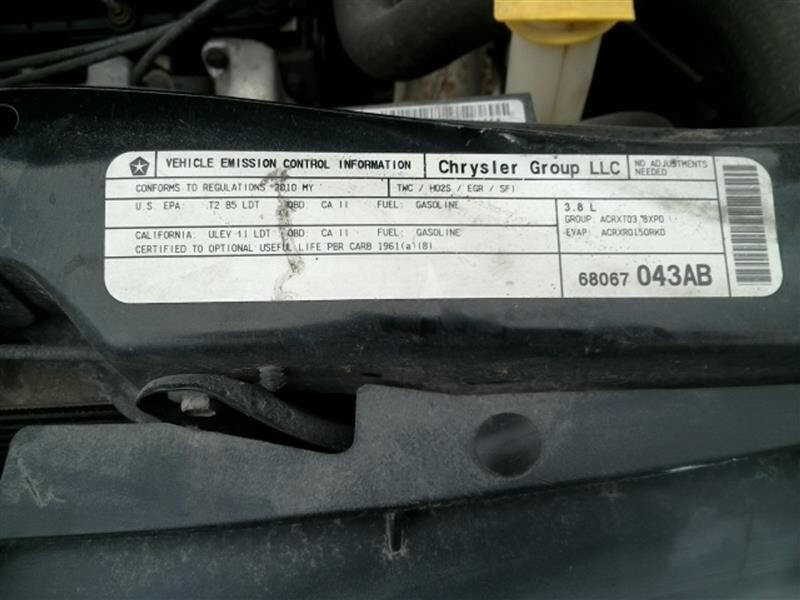 VEHICLE EMISSION CONTROL INFORMATION
Chrysler Group LLC
NO ADJUSTMENTS
NEEDED
CONFORMS TO REGULATIONS 2010 MY
TWC / HO2S / EGR / SFI
U.S. EPA: T2 B5 LDT OBD CA II FUEL: GASOLINE
3.8 L
GROUP: ACRXT03.8XP0
CALIFORNIA: ULEV II LDT OBD CA II FUEL: GASOLINE
EVAP: ACRXR0150RK0
CERTIFIED TO OPTIONAL USEFUL LIFE PER CARB 1961(a)(8)
68067 043AB